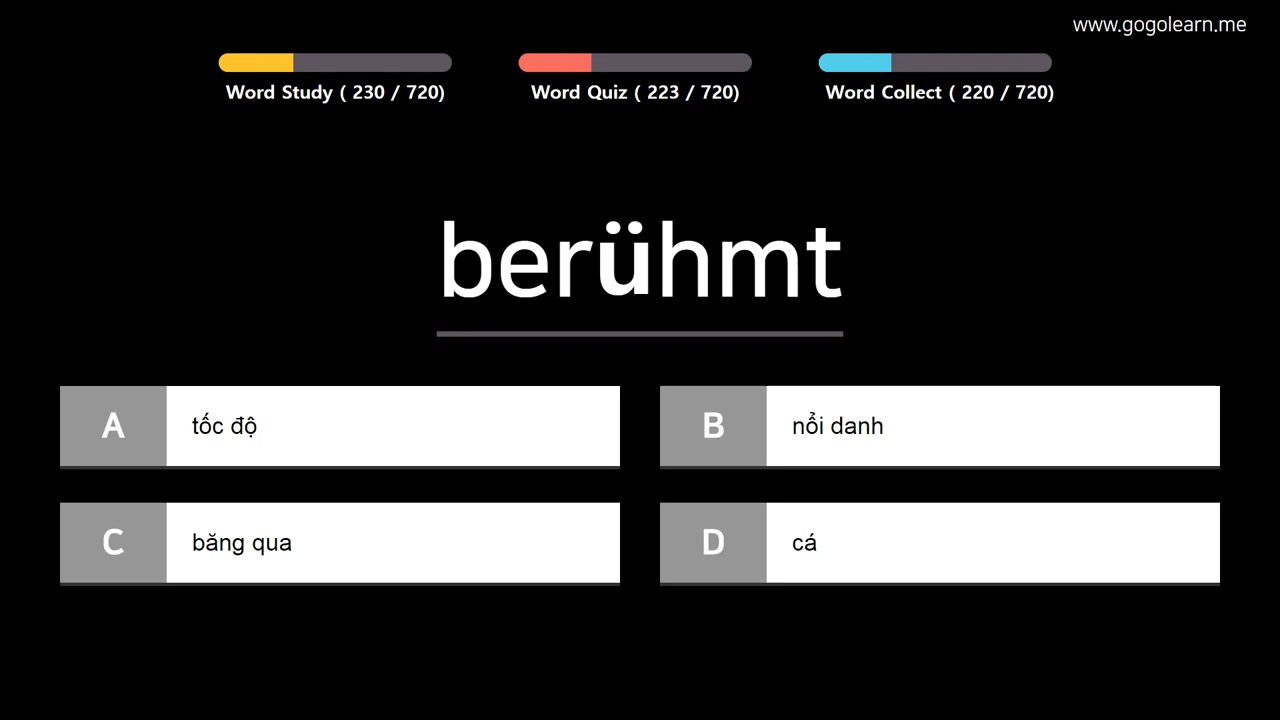 www.gogolearn.me
Word Study ( 230 / 720)
Word Quiz ( 223 / 720)
Word Collect ( 220 / 720)
berühmt
A tốc độ
B nổi danh
C băng qua
D cá